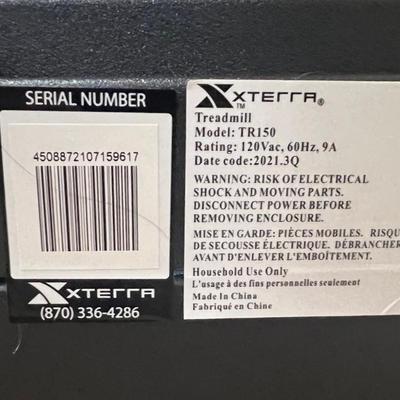 SERIAL NUMBER
4508872107159617
XTERRA
(870) 336-4286
XTERRA®
TM
Treadmill
Model: TR150
Rating: 120Vac, 60Hz, 9A
Date code:2021.3Q
WARNING: RISK OF ELECTRICAL
SHOCK AND MOVING PARTS.
DISCONNECT POWER BEFORE
REMOVING ENCLOSURE.
MISE EN GARDE: PIÈCES MOBILES. RISQU
DE SECOUSSE ÉLECTRIQUE. DÉBRANCHER
AVANT D'ENLEVER L'EMBOÎTEMENT.
Household Use Only
L'usage à des fins personnelles seulement
Made In China
Fabriqué en Chine